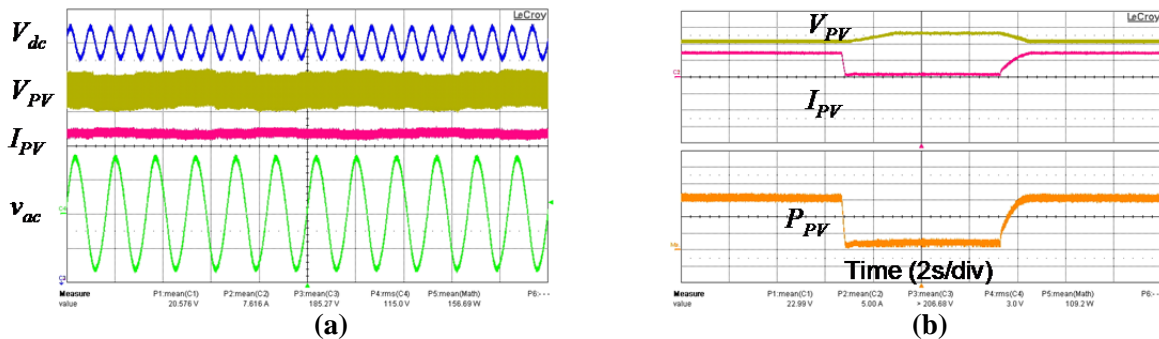 LeCroy
V_dc
V_PV
I_PV
v_ac
Measure P1:mean(C1) P2:mean(C2) P3:mean(C3) P4:rms(C4) P5:mean(Math) P6:- - -
value 20.576 V 7.616 A 185.27 V 115.0 V 156.69 W
(a)
LeCroy
V_PV
I_PV
P_PV
Time (2s/div)
Measure P1:mean(C1) P2:mean(C2) P3:mean(C3) P4:rms(C4) P5:mean(Math) P6:- -
value 22.99 V 5.00 A > 206.68 V 3.0 V 109.2 W
(b)